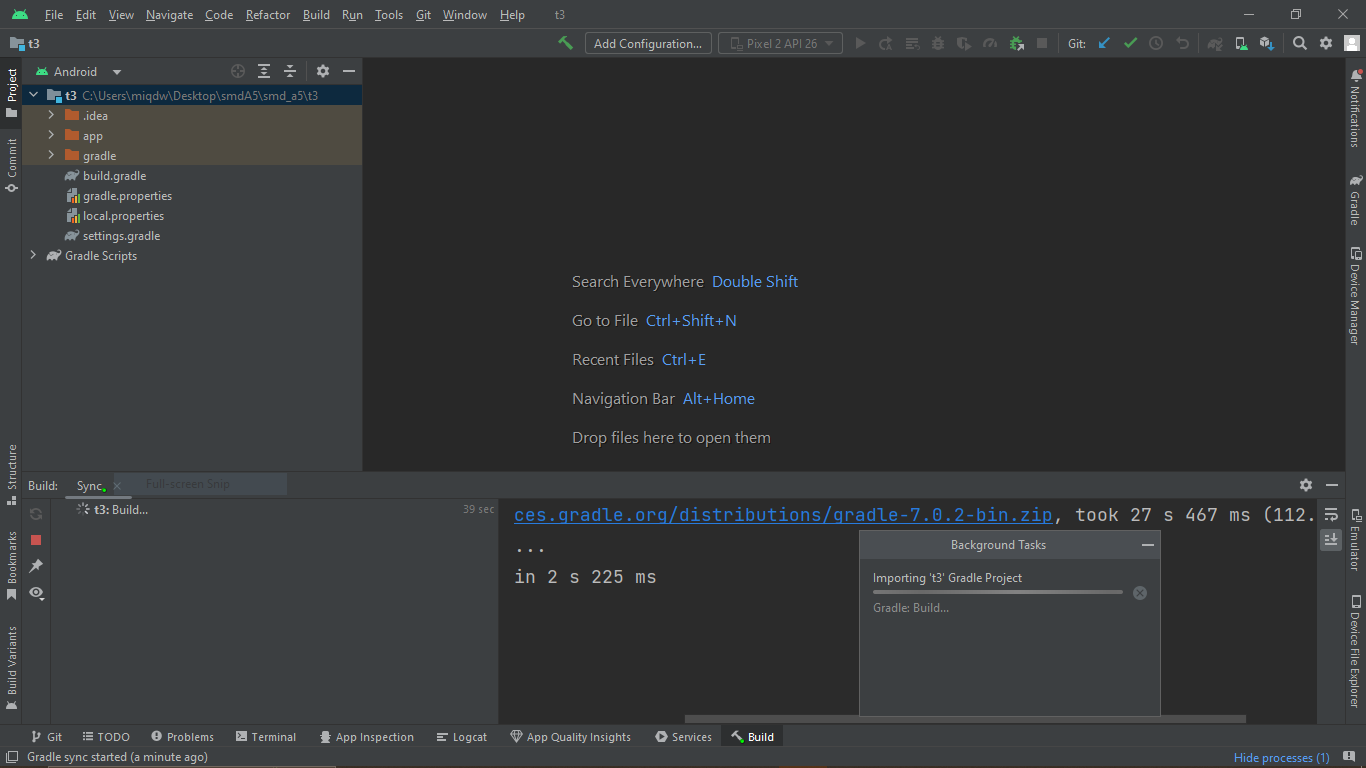 File Edit View Navigate Code Refactor Build Run Tools Git Window Help t3
t3 Add Configuration... Pixel 2 API 26 Git:
Project
Commit
Structure
Bookmarks
Build Variants
Android
t3 C:\Users\miqdw\Desktop\smdA5\smd_a5\t3
.idea
app
gradle
build.gradle
gradle.properties
local.properties
settings.gradle
Gradle Scripts
Search Everywhere Double Shift
Go to File Ctrl+Shift+N
Recent Files Ctrl+E
Navigation Bar Alt+Home
Drop files here to open them
Notifications
Gradle
Device Manager
Emulator
Device File Explorer
Build: Sync Full-screen Snip
t3: Build... 39 sec
ces.gradle.org/distributions/gradle-7.0.2-bin.zip, took 27 s 467 ms (112.
...
in 2 s 225 ms
Background Tasks
Importing 't3' Gradle Project
Gradle: Build...
Git TODO Problems Terminal App Inspection Logcat App Quality Insights Services Build
Gradle sync started (a minute ago) Hide processes (1)